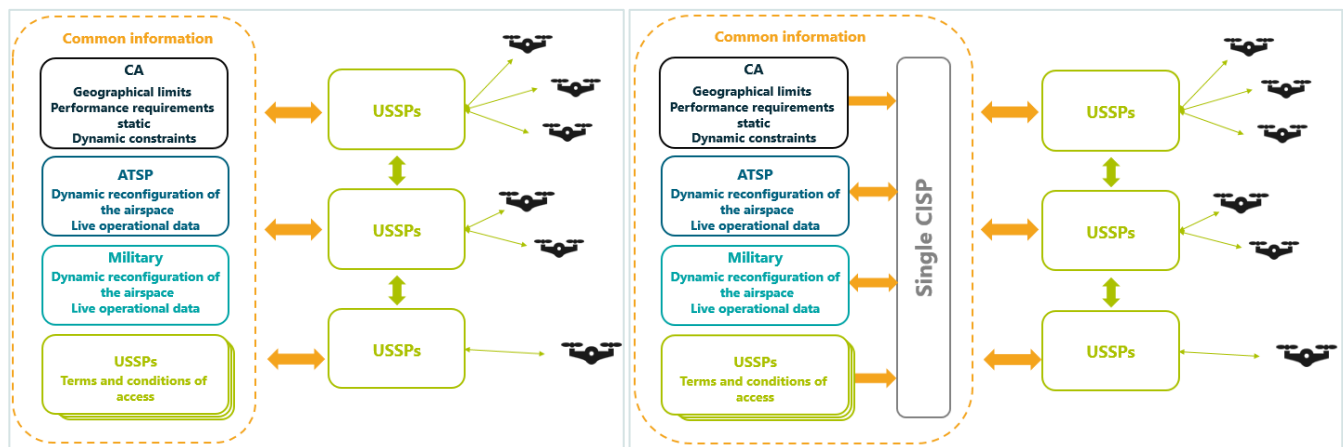 Common information
CA
Geographical limits
Performance requirements
static
Dynamic constraints
ATSP
Dynamic reconfiguration of
the airspace
Live operational data
Military
Dynamic reconfiguration of
the airspace
Live operational data
USSPs
Terms and conditions of
access
USSPs
USSPs
USSPs
Common information
CA
Geographical limits
Performance requirements
static
Dynamic constraints
ATSP
Dynamic reconfiguration of
the airspace
Live operational data
Military
Dynamic reconfiguration of
the airspace
Live operational data
USSPs
Terms and conditions of
access
Single CISP
USSPs
USSPs
USSPs